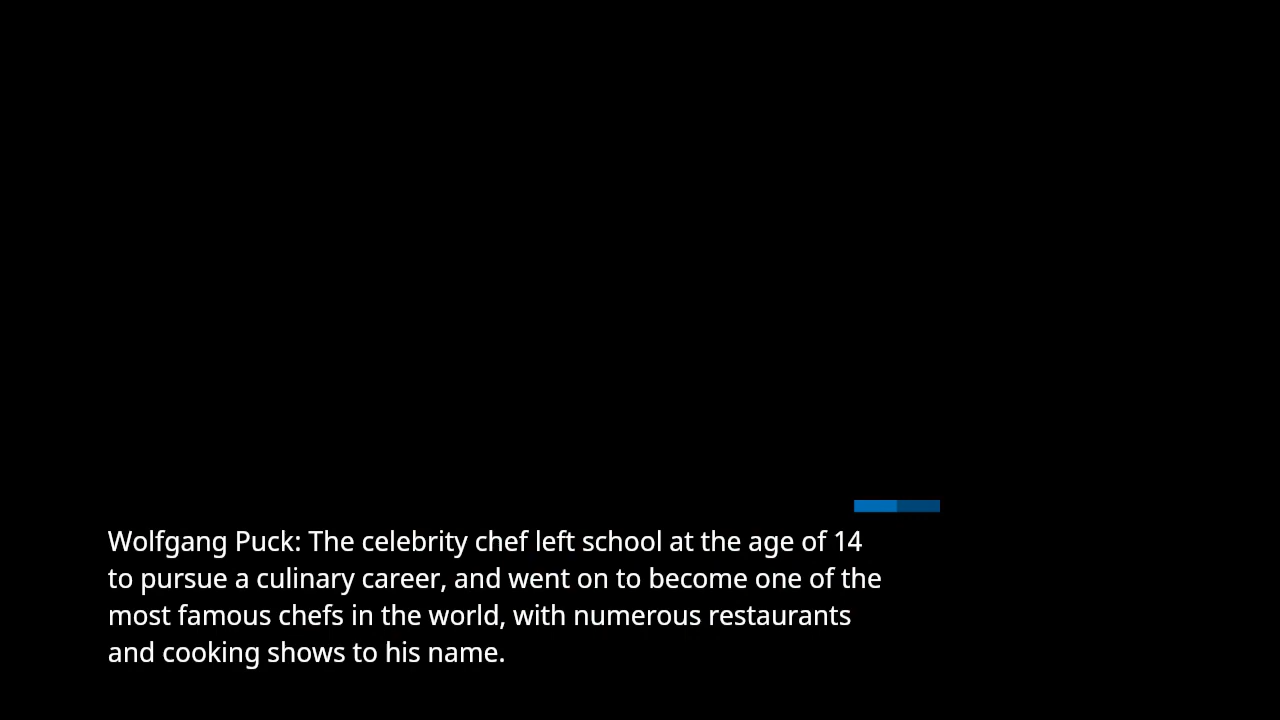 Wolfgang Puck: The celebrity chef left school at the age of 14
to pursue a culinary career, and went on to become one of the
most famous chefs in the world, with numerous restaurants
and cooking shows to his name.